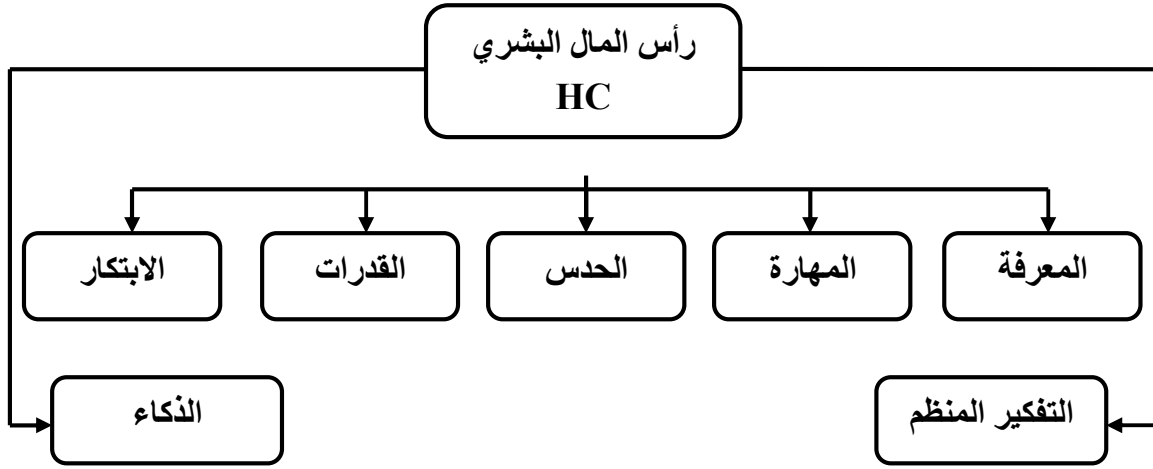 رأس المال البشري
HC
المعرفة
المهارة
الحدس
القدرات
الابتكار
التفكير المنظم
الذكاء